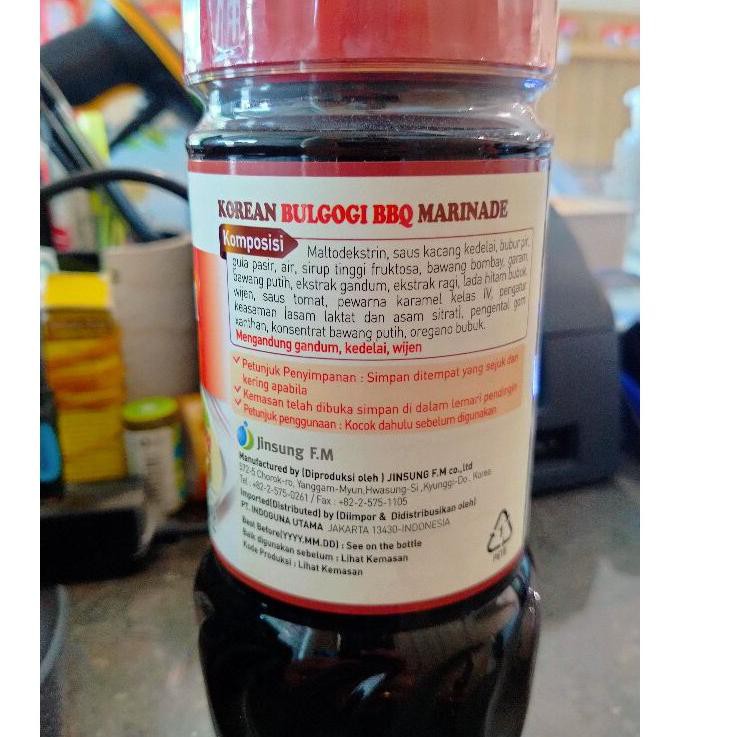 KOREAN BULGOGI BBQ MARINADE
Komposisi
Maltodekstrin, saus kacang kedelai, bubur pir,
gula pasir, air, sirup tinggi fruktosa, bawang bombay, garam,
bawang putih, ekstrak gandum, ekstrak ragi, lada hitam bubuk,
wijen, saus tomat, pewarna karamel kelas IV, pengatur
keasaman (asam laktat dan asam sitrat), pengental gom
xanthan, konsentrat bawang putih, oregano bubuk.
Mengandung gandum, kedelai, wijen
✓ Petunjuk Penyimpanan : Simpan ditempat yang sejuk dan
kering apabila
✓ Kemasan telah dibuka simpan di dalam lemari pendingin
✓ Petunjuk penggunaan : Kocok dahulu sebelum digunakan
Jinsung F.M
Manufactured by (Diproduksi oleh ) JINSUNG F.M co.,ltd
572-5 Chorok-ro, Yanggam-Myun,Hwasung-Si ,Kyunggi-Do , Korea
Tel : +82-2-575-0261 / Fax : +82-2-575-1105
Imported(Distributed) by (Diimpor & Didistribusikan oleh)
PT. INDOGUNA UTAMA JAKARTA 13430-INDONESIA
Best Before(YYYY.MM.DD) : See on the bottle
Baik digunakan sebelum : Lihat Kemasan
Kode Produksi : Lihat Kemasan
1